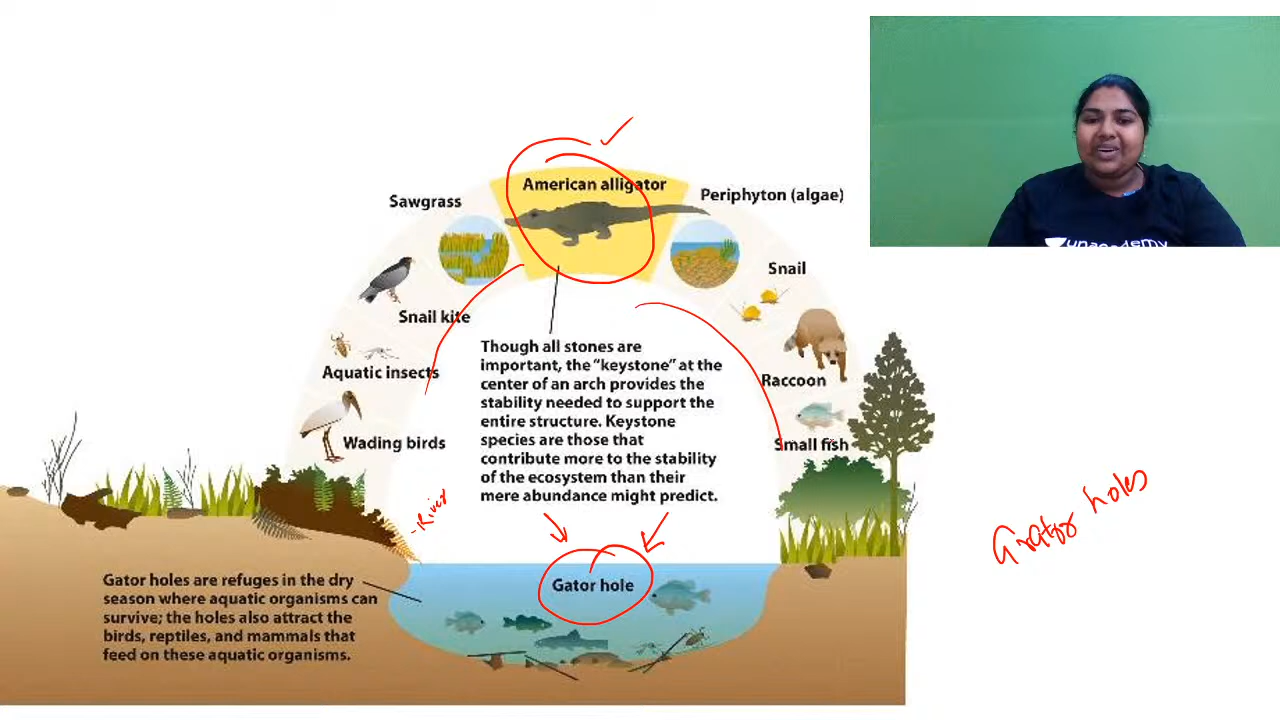 American alligator
Sawgrass
Periphyton (algae)
Snail
Snail kite
Aquatic insects
Raccoon
Wading birds
Small fish
Though all stones are
important, the "keystone" at the
center of an arch provides the
stability needed to support the
entire structure. Keystone
species are those that
contribute more to the stability
of the ecosystem than their
mere abundance might predict.
- River
Gator holes
Gator hole
Gator holes are refuges in the dry
season where aquatic organisms can
survive; the holes also attract the
birds, reptiles, and mammals that
feed on these aquatic organisms.
unacademy